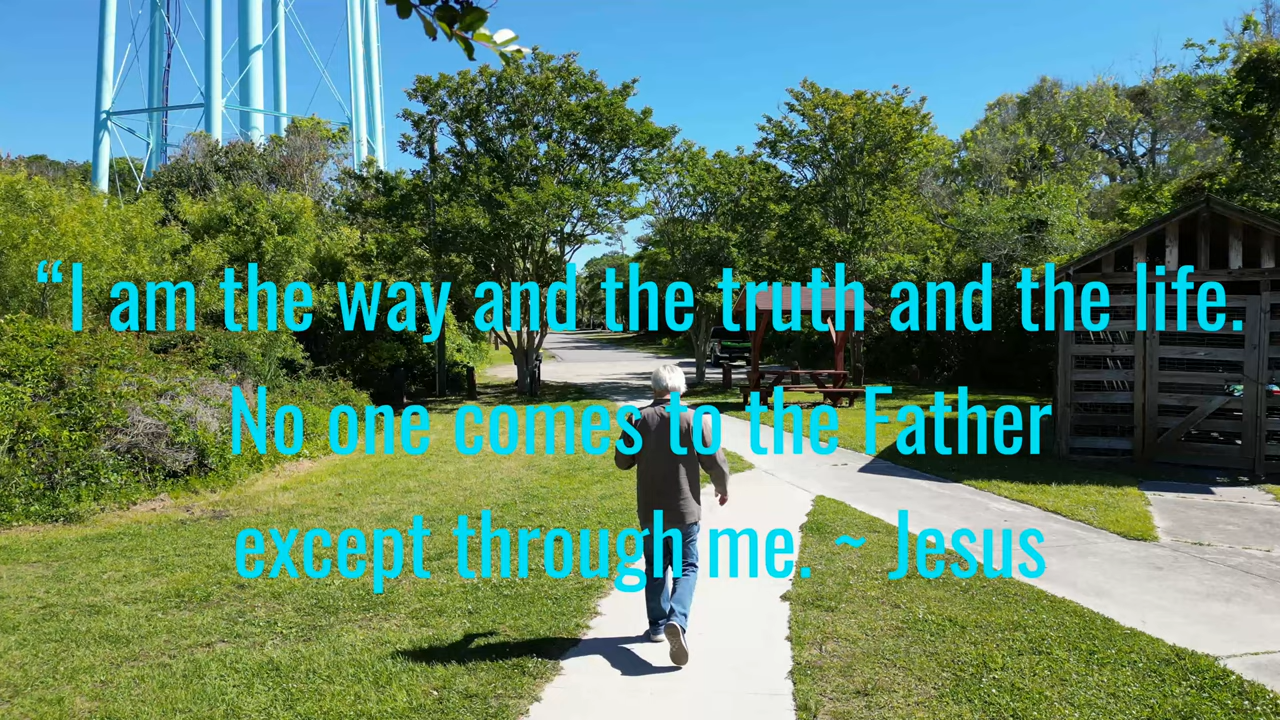 “I am the way and the truth and the life.
No one comes to the Father
except through me. ~ Jesus